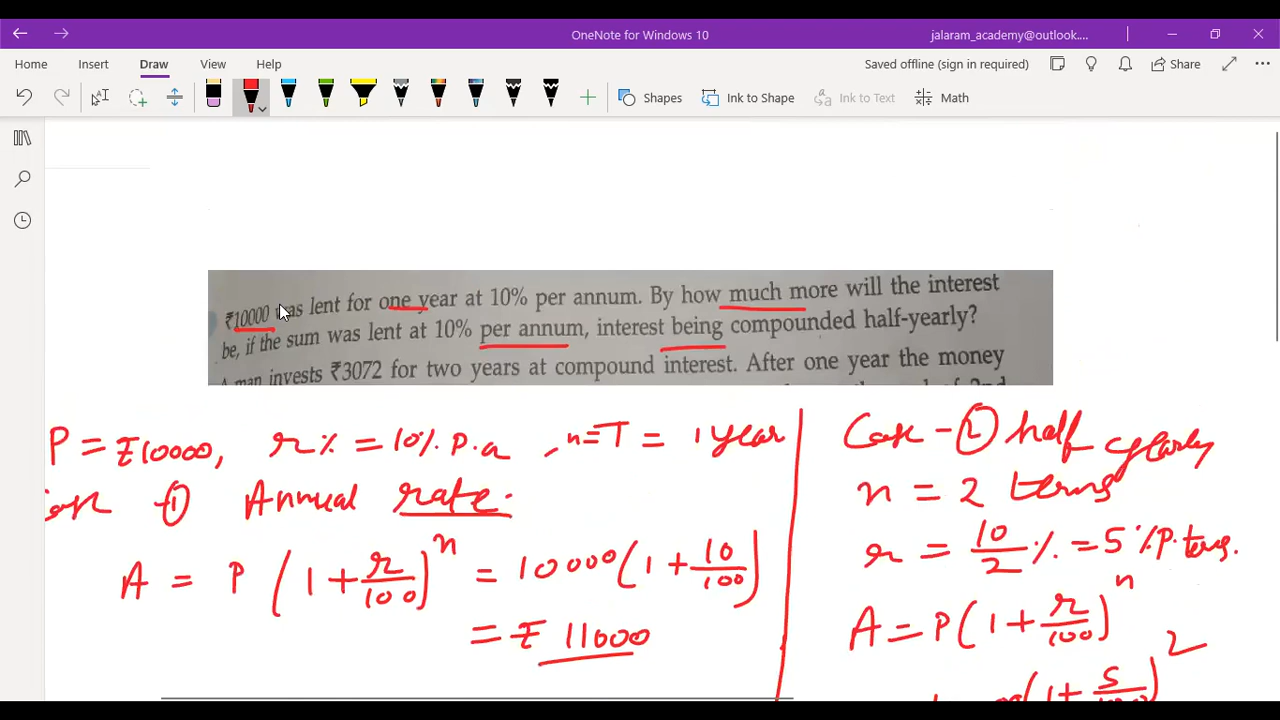 OneNote for Windows 10
jalaram_academy@outlook....
Home Insert Draw View Help
Saved offline (sign in required)
Share
Shapes
Ink to Shape
Ink to Text
Math
₹10000 was lent for one year at 10% per annum. By how much more will the interest
be, if the sum was lent at 10% per annum, interest being compounded half-yearly?
A man invests ₹3072 for two years at compound interest. After one year the money
P = ₹10000, r% = 10% p.a , n=T = 1 year
① Annual rate.
A = P (1 + r/100)^n = 10000 (1 + 10/100)
= ₹ 11000
Case - ② half yearly
n = 2 terms
r = 10/2 % = 5 % P. term.
A = P (1 + r/100)^n
(1 + 5/100)^2